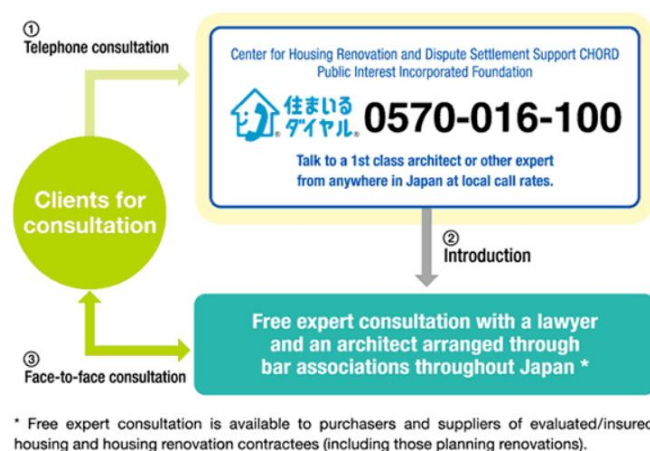 ①
Telephone consultation
Center for Housing Renovation and Dispute Settlement Support CHORD
Public Interest Incorporated Foundation
住まいる
ダイヤル® 0570-016-100
Talk to a 1st class architect or other expert
from anywhere in Japan at local call rates.
Clients for
consultation
②
Introduction
Free expert consultation with a lawyer
and an architect arranged through
bar associations throughout Japan *
③
Face-to-face consultation
* Free expert consultation is available to purchasers and suppliers of evaluated/insured
housing and housing renovation contractees (including those planning renovations).